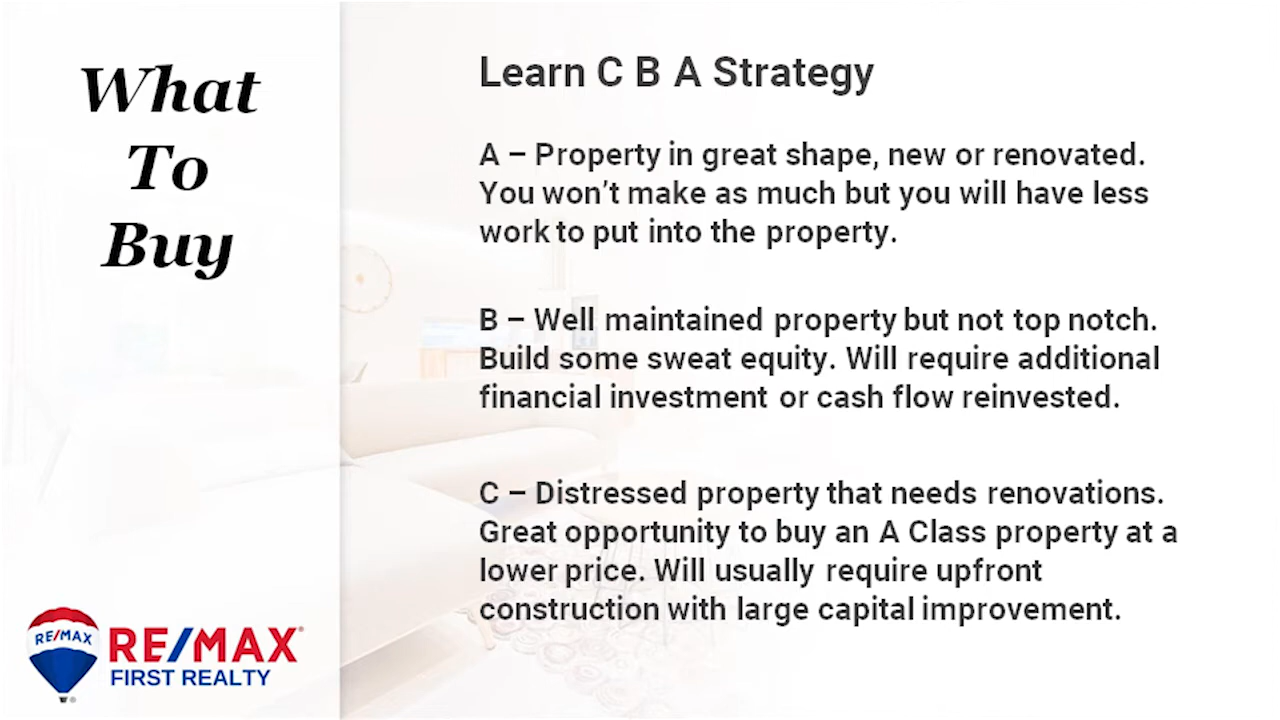 What
To
Buy
Learn C B A Strategy
A – Property in great shape, new or renovated.
You won't make as much but you will have less
work to put into the property.
B – Well maintained property but not top notch.
Build some sweat equity. Will require additional
financial investment or cash flow reinvested.
C – Distressed property that needs renovations.
Great opportunity to buy an A Class property at a
lower price. Will usually require upfront
construction with large capital improvement.
RE/MAX
RE/MAX®
FIRST REALTY